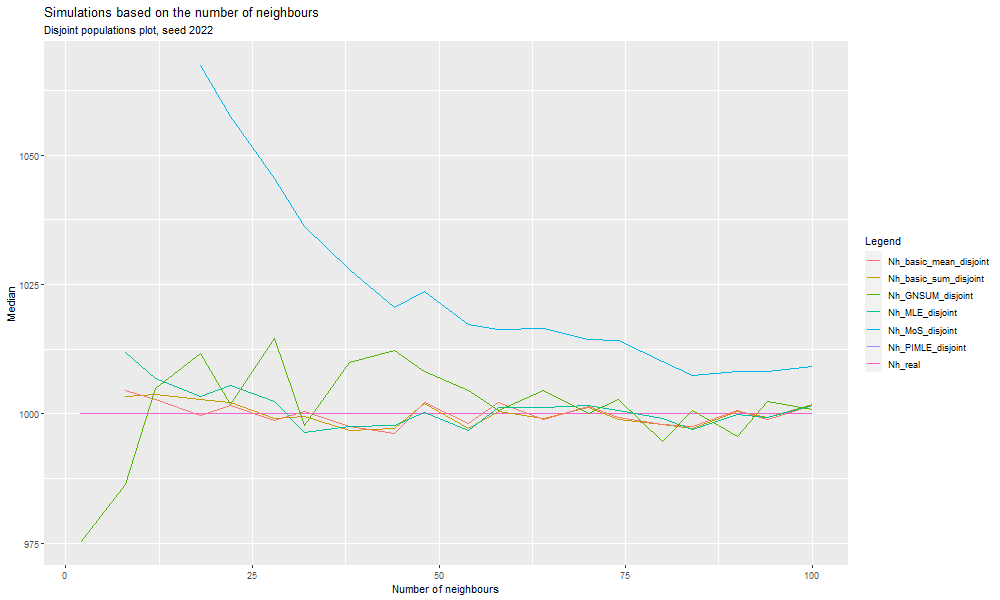 Simulations based on the number of neighbours
Disjoint populations plot, seed 2022
Median
1050
1025
1000
975
0
25
50
75
100
Number of neighbours
Legend
Nh_basic_mean_disjoint
Nh_basic_sum_disjoint
Nh_GNSUM_disjoint
Nh_MLE_disjoint
Nh_MoS_disjoint
Nh_PIMLE_disjoint
Nh_real